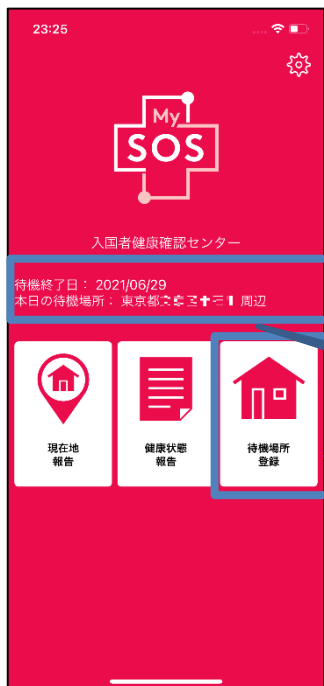 23:25
My
SOS
入国者健康確認センター
待機終了日： 2021/06/29
本日の待機場所： 東京都 周辺
現在地
報告
健康状態
報告
待機場所
登録